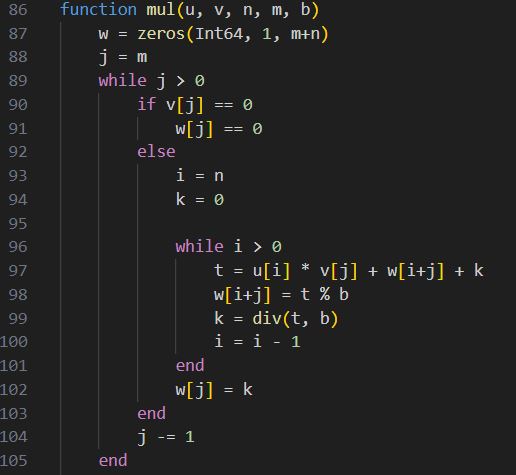 86 function mul(u, v, n, m, b)
87     w = zeros(Int64, 1, m+n)
88     j = m
89     while j > 0
90         if v[j] == 0
91             w[j] == 0
92         else
93             i = n
94             k = 0
95
96             while i > 0
97                 t = u[i] * v[j] + w[i+j] + k
98                 w[i+j] = t % b
99                 k = div(t, b)
100                 i = i - 1
101             end
102             w[j] = k
103         end
104         j -= 1
105     end